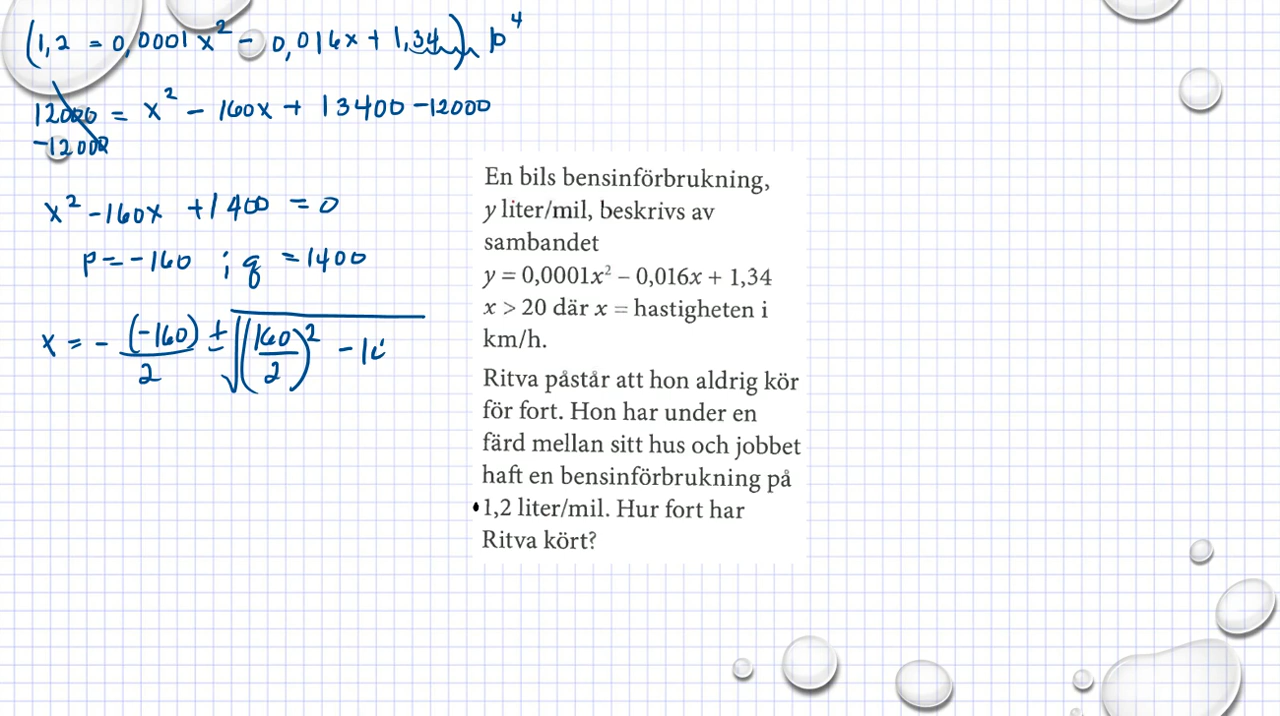 (1,2 = 0,0001x² - 0,016x + 1,34) 10⁴
12000 = x² - 160x + 13400 - 12000
-12000
x² - 160x + 1400 = 0
p = -160 ; q = 1400
x = - (-160)/2 ± √((160/2)² - 1
En bils bensinförbrukning,
y liter/mil, beskrivs av
sambandet
y = 0,0001x² – 0,016x + 1,34
x > 20 där x = hastigheten i
km/h.
Ritva påstår att hon aldrig kör
för fort. Hon har under en
färd mellan sitt hus och jobbet
haft en bensinförbrukning på
1,2 liter/mil. Hur fort har
Ritva kört?